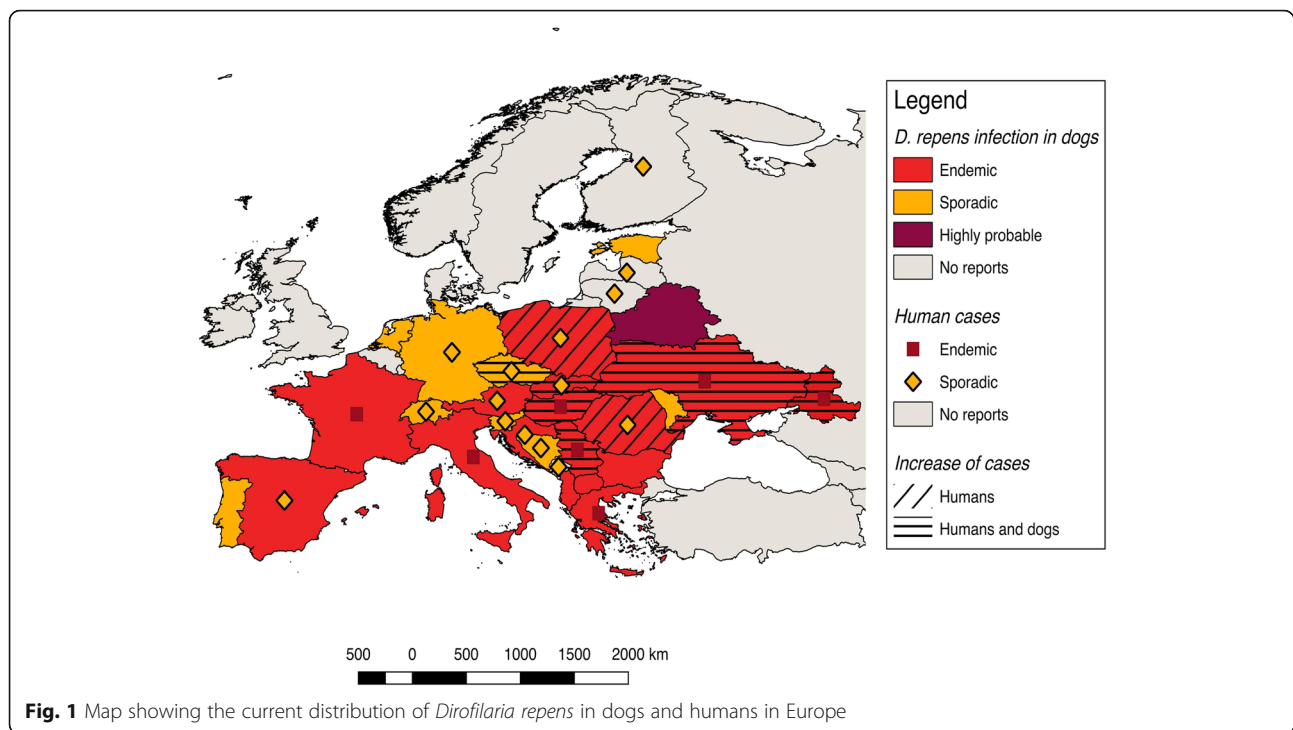 Legend
D. repens infection in dogs
Endemic
Sporadic
Highly probable
No reports
Human cases
Endemic
Sporadic
No reports
Increase of cases
Humans
Humans and dogs
500 0 500 1000 1500 2000 km
Fig. 1 Map showing the current distribution of Dirofilaria repens in dogs and humans in Europe